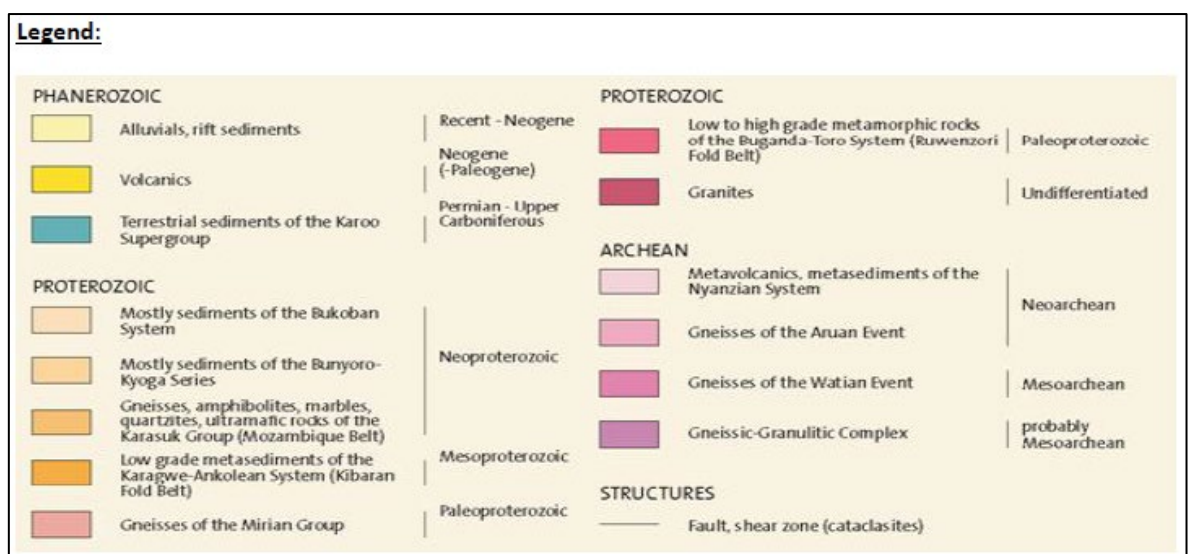 Legend:
PHANEROZOIC
Alluvials, rift sediments
Recent - Neogene
Volcanics
Neogene
(-Paleogene)
Terrestrial sediments of the Karoo
Supergroup
Permian - Upper
Carboniferous
PROTEROZOIC
Mostly sediments of the Bukoban
System
Mostly sediments of the Bunyoro-
Kyoga Series
Gneisses, amphibolites, marbles,
quartzites, ultramafic rocks of the
Karasuk Group (Mozambique Belt)
Neoproterozoic
Low grade metasediments of the
Karagwe-Ankolean System (Kibaran
Fold Belt)
Mesoproterozoic
Gneisses of the Mirian Group
Paleoproterozoic
PROTEROZOIC
Low to high grade metamorphic rocks
of the Buganda-Toro System (Ruwenzori
Fold Belt)
Paleoproterozoic
Granites
Undifferentiated
ARCHEAN
Metavolcanics, metasediments of the
Nyanzian System
Gneisses of the Aruan Event
Neoarchean
Gneisses of the Watian Event
Mesoarchean
Gneissic-Granulitic Complex
probably
Mesoarchean
STRUCTURES
Fault, shear zone (cataclasites)